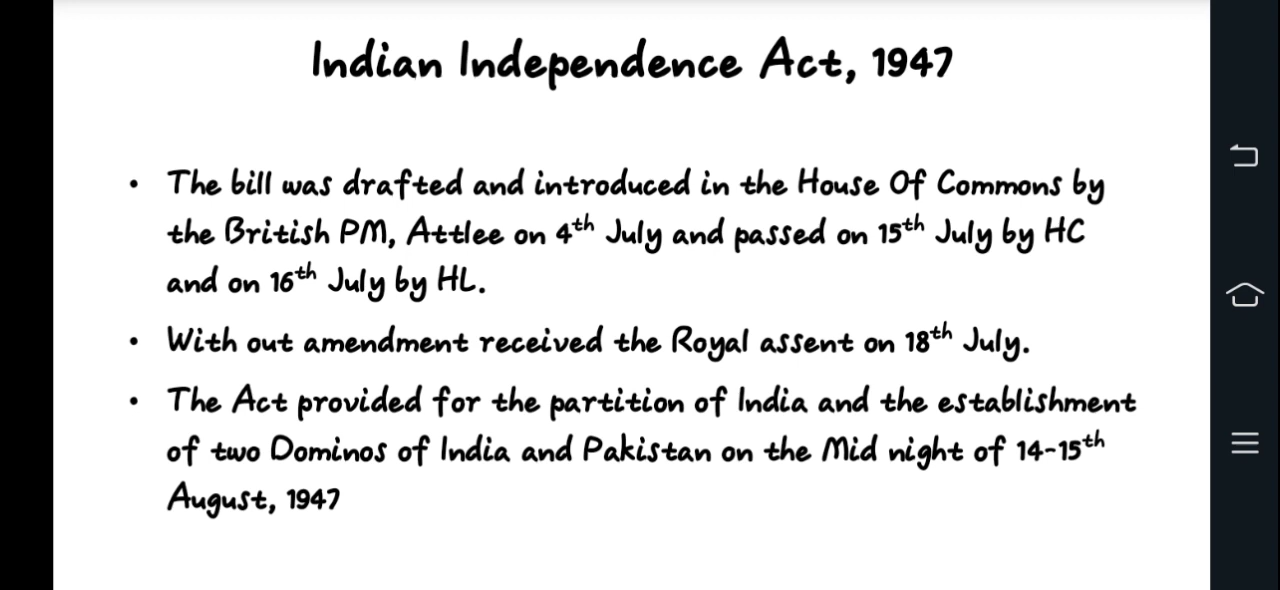 Indian Independence Act, 1947
• The bill was drafted and introduced in the House Of Commons by
the British PM, Attlee on 4th July and passed on 15th July by HC
and on 16th July by HL.
• With out amendment received the Royal assent on 18th July.
• The Act provided for the partition of India and the establishment
of two Dominos of India and Pakistan on the Mid night of 14-15th
August, 1947